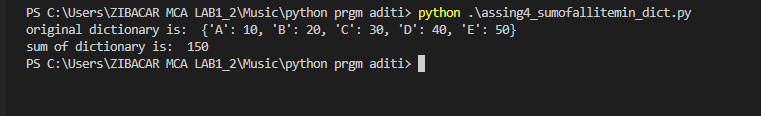 PS C:\Users\ZIBACAR MCA LAB1_2\Music\python prgm aditi> python .\assing4_sumofallitemin_dict.py
original dictionary is:  {'A': 10, 'B': 20, 'C': 30, 'D': 40, 'E': 50}
sum of dictionary is:  150
PS C:\Users\ZIBACAR MCA LAB1_2\Music\python prgm aditi>